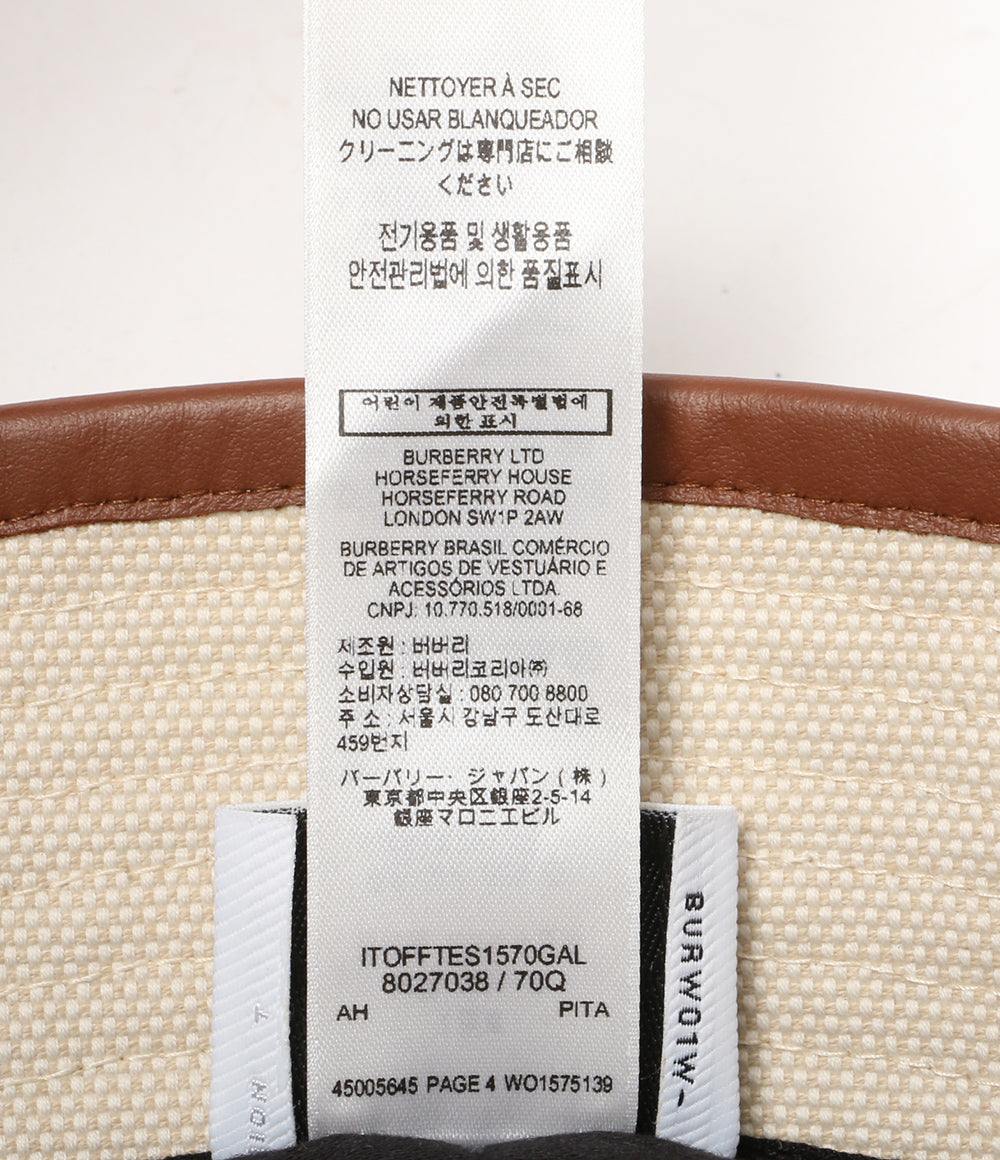 NETTOYER À SEC
NO USAR BLANQUEADOR
クリーニングは専門店にご相談
ください
전기용품 및 생활용품
안전관리법에 의한 품질표시
어린이 제품안전특별법에
의한 표시
BURBERRY LTD
HORSEFERRY HOUSE
HORSEFERRY ROAD
LONDON SW1P 2AW
BURBERRY BRASIL COMÉRCIO
DE ARTIGOS DE VESTUÁRIO E
ACESSÓRIOS LTDA.
CNPJ: 10.770.518/0001-68
제조원 : 버버리
수입원 : 버버리코리아㈜
소비자상담실 : 080 700 8800
주 소 : 서울시 강남구 도산대로
459번지
バーバリー・ジャパン（株）
東京都中央区銀座2-5-14
銀座マロニエビル
ITOFFTES1570GAL
8027038 / 70Q
AH PITA
45005645 PAGE 4 WO1575139
BURW01W-
ION T